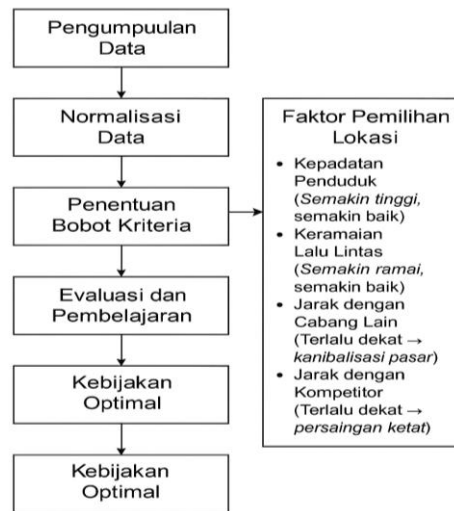 Pengumpuulan
Data
Normalisasi
Data
Penentuan
Bobot Kriteria
Evaluasi dan
Pembelajaran
Kebijakan
Optimal
Kebijakan
Optimal
Faktor Pemilihan
Lokasi
• Kepadatan
Penduduk
(Semakin tinggi,
semakin baik)
• Keramaian
Lalu Lintas
(Semakin ramai,
semakin baik)
• Jarak dengan
Cabang Lain
(Terlalu dekat →
kanibalisasi pasar)
• Jarak dengan
Kompetitor
(Terlalu dekat →
persaingan ketat)